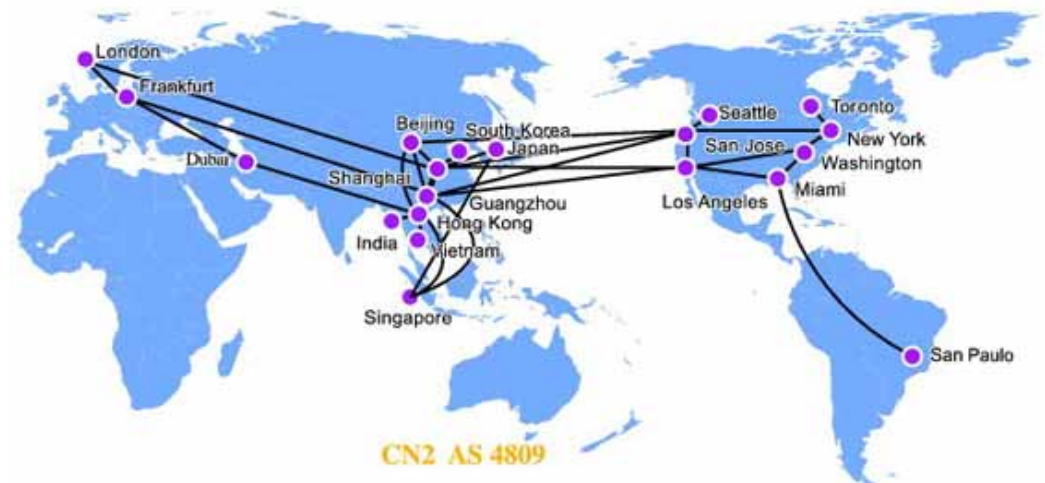 London
Frankfurt
Dubai
Beijing
South Korea
Japan
Shanghai
Guangzhou
Hong Kong
India
Vietnam
Singapore
Seattle
Toronto
New York
San Jose
Washington
Los Angeles
Miami
San Paulo
CN2 AS 4809